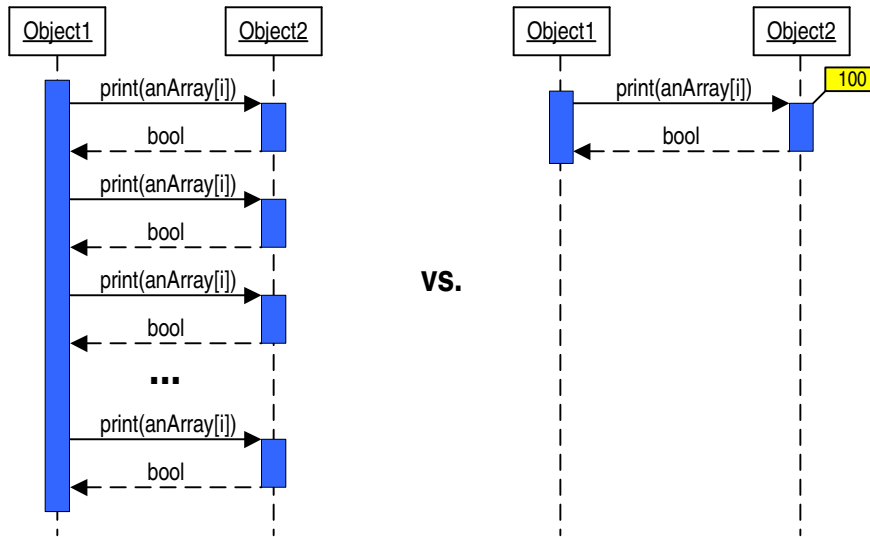 Object1
Object2
print(anArray[i])
bool
print(anArray[i])
bool
print(anArray[i])
bool
...
print(anArray[i])
bool
vs.
Object1
Object2
100
print(anArray[i])
bool